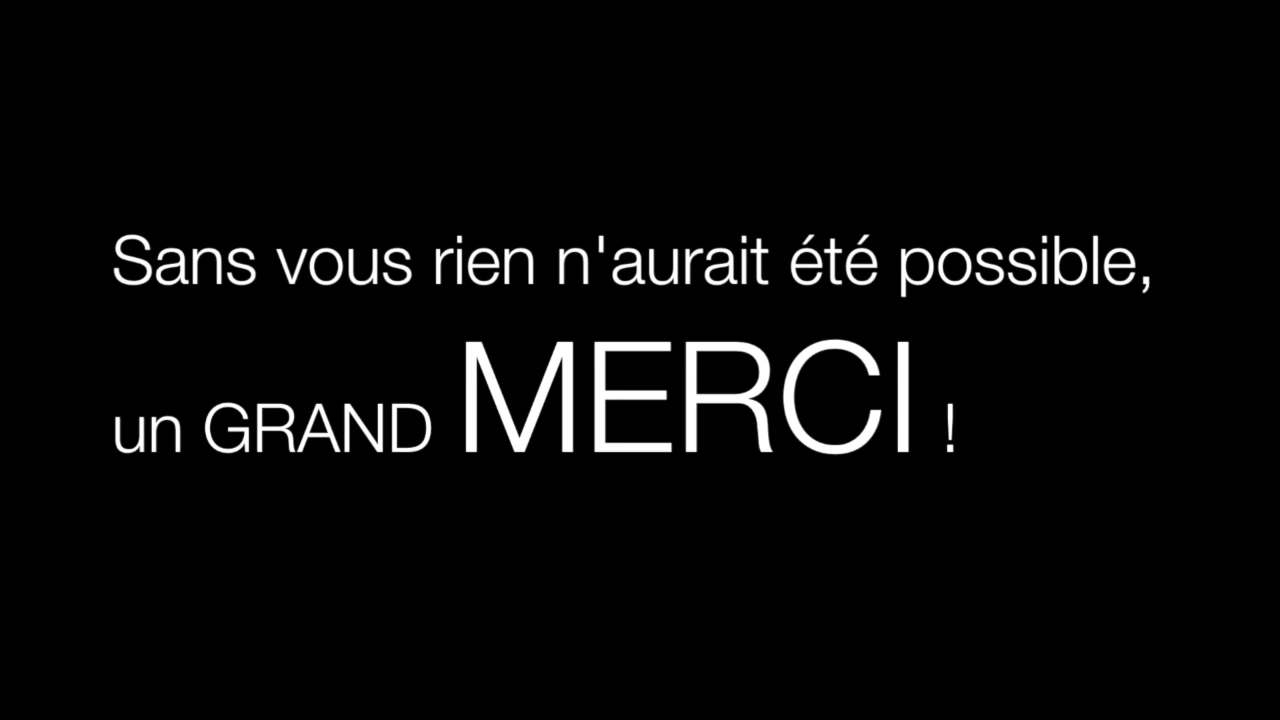 Sans vous rien n'aurait été possible,
un GRAND MERCI !